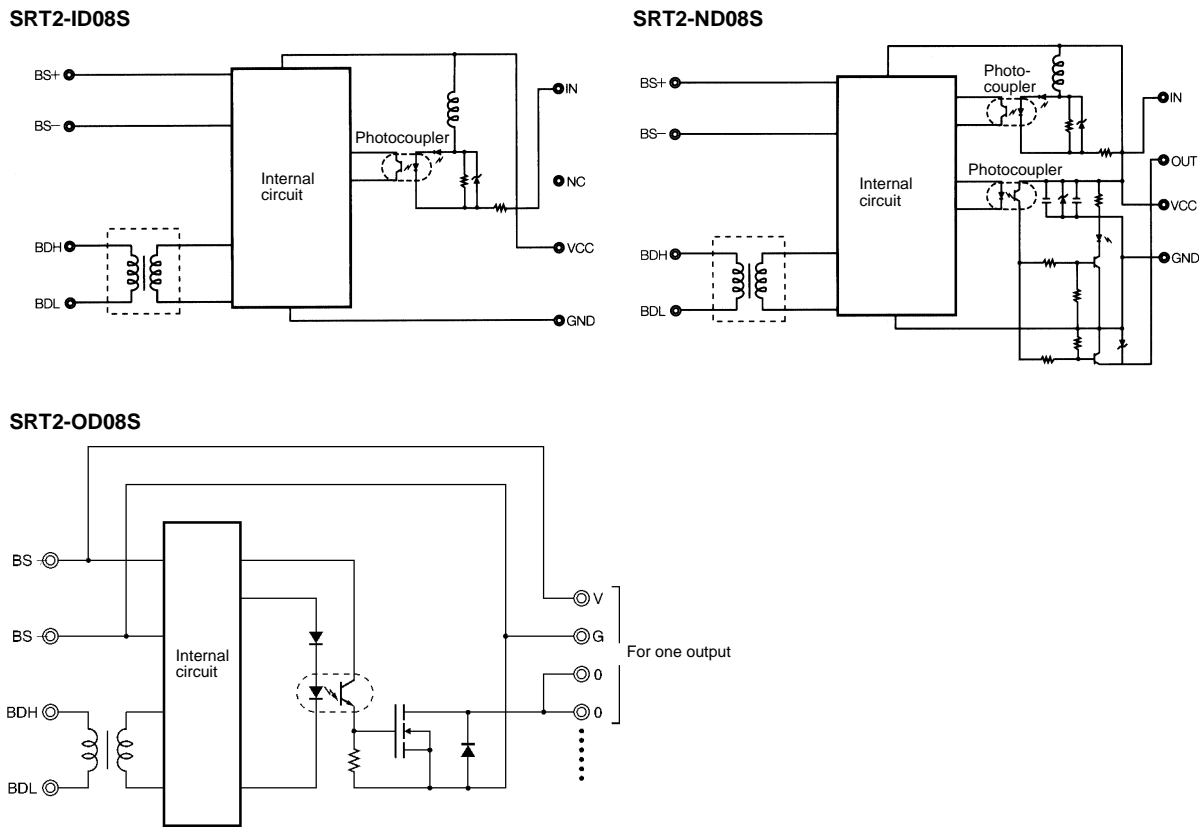 SRT2-ID08S
BS+
BS−
BDH
BDL
Internal
circuit
Photocoupler
IN
NC
VCC
GND
SRT2-ND08S
BS+
BS−
BDH
BDL
Internal
circuit
Photo-
coupler
Photocoupler
IN
OUT
VCC
GND
SRT2-OD08S
BS
BS
BDH
BDL
Internal
circuit
V
G
0
0
For one output